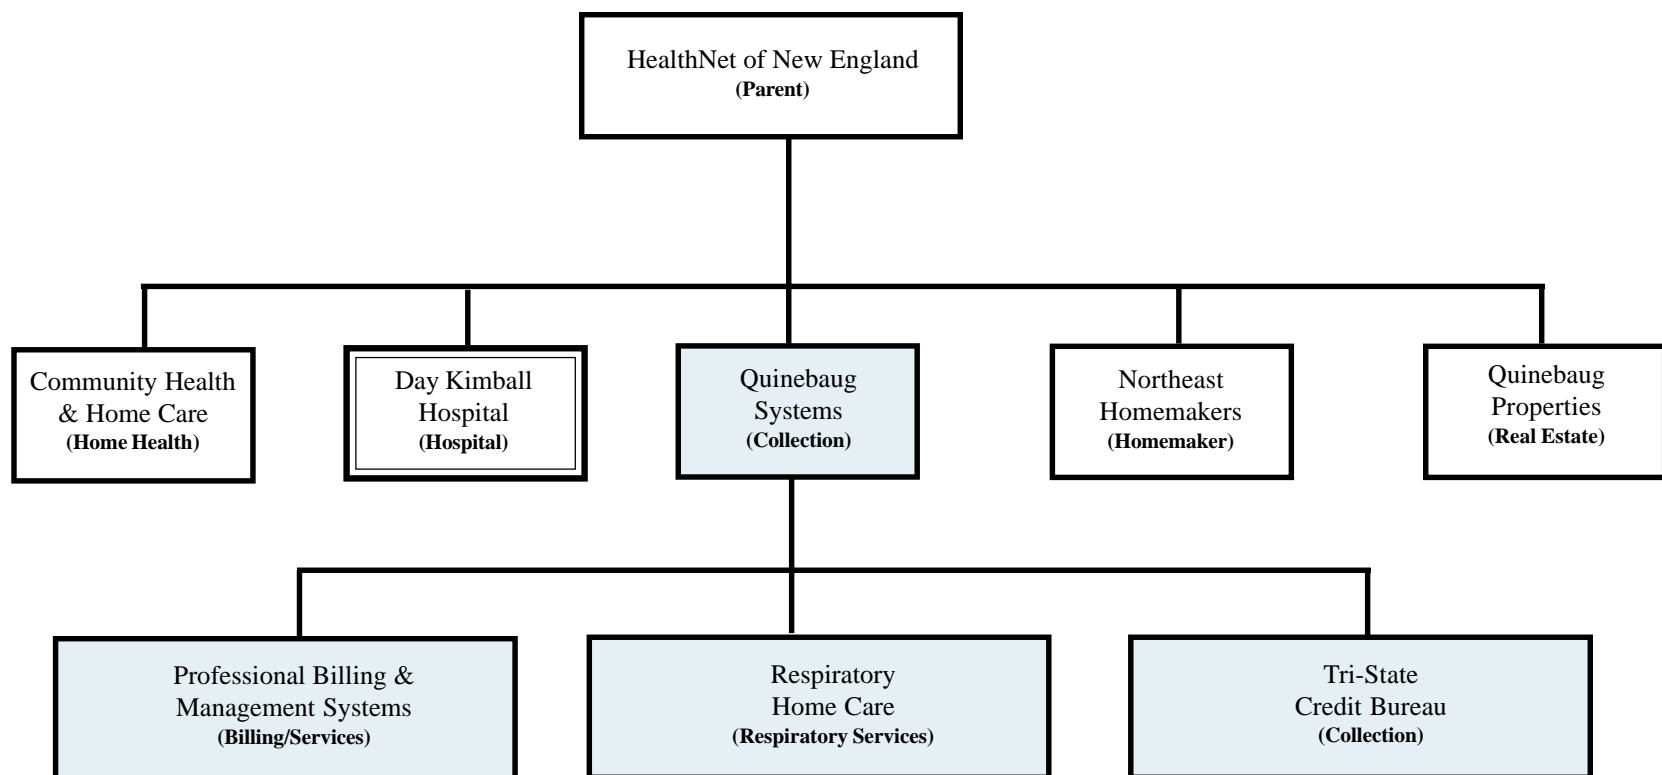 HealthNet of New England
(Parent)
Community Health
& Home Care
(Home Health)
Day Kimball
Hospital
(Hospital)
Quinebaug
Systems
(Collection)
Northeast
Homemakers
(Homemaker)
Quinebaug
Properties
(Real Estate)
Professional Billing &
Management Systems
(Billing/Services)
Respiratory
Home Care
(Respiratory Services)
Tri-State
Credit Bureau
(Collection)